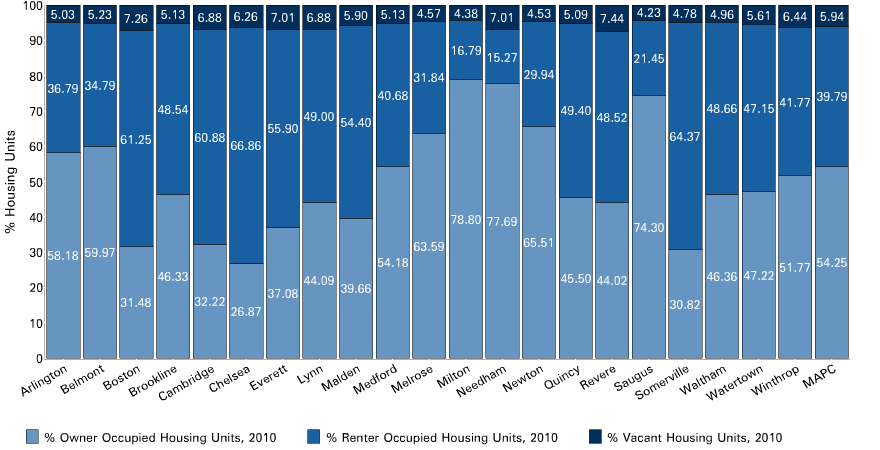 % Housing Units
100
90
80
70
60
50
40
30
20
10
0
5.03 5.23 7.26 5.13 6.88 6.26 7.01 6.88 5.90 5.13 4.57 4.38 7.01 4.53 5.09 7.44 4.23 4.78 4.96 5.61 6.44 5.94
36.79 34.79 61.25 48.54 60.88 66.86 55.90 49.00 54.40 40.68 31.84 16.79 15.27 29.94 49.40 48.52 21.45 64.37 48.66 47.15 41.77 39.79
58.18 59.97 31.48 46.33 32.22 26.87 37.08 44.09 39.66 54.18 63.59 78.80 77.69 65.51 45.50 44.02 74.30 30.82 46.36 47.22 51.77 54.25
Arlington Belmont Boston Brookline Cambridge Chelsea Everett Lynn Malden Medford Melrose Milton Needham Newton Quincy Revere Saugus Somerville Waltham Watertown Winthrop MAPC
% Owner Occupied Housing Units, 2010 % Renter Occupied Housing Units, 2010 % Vacant Housing Units, 2010